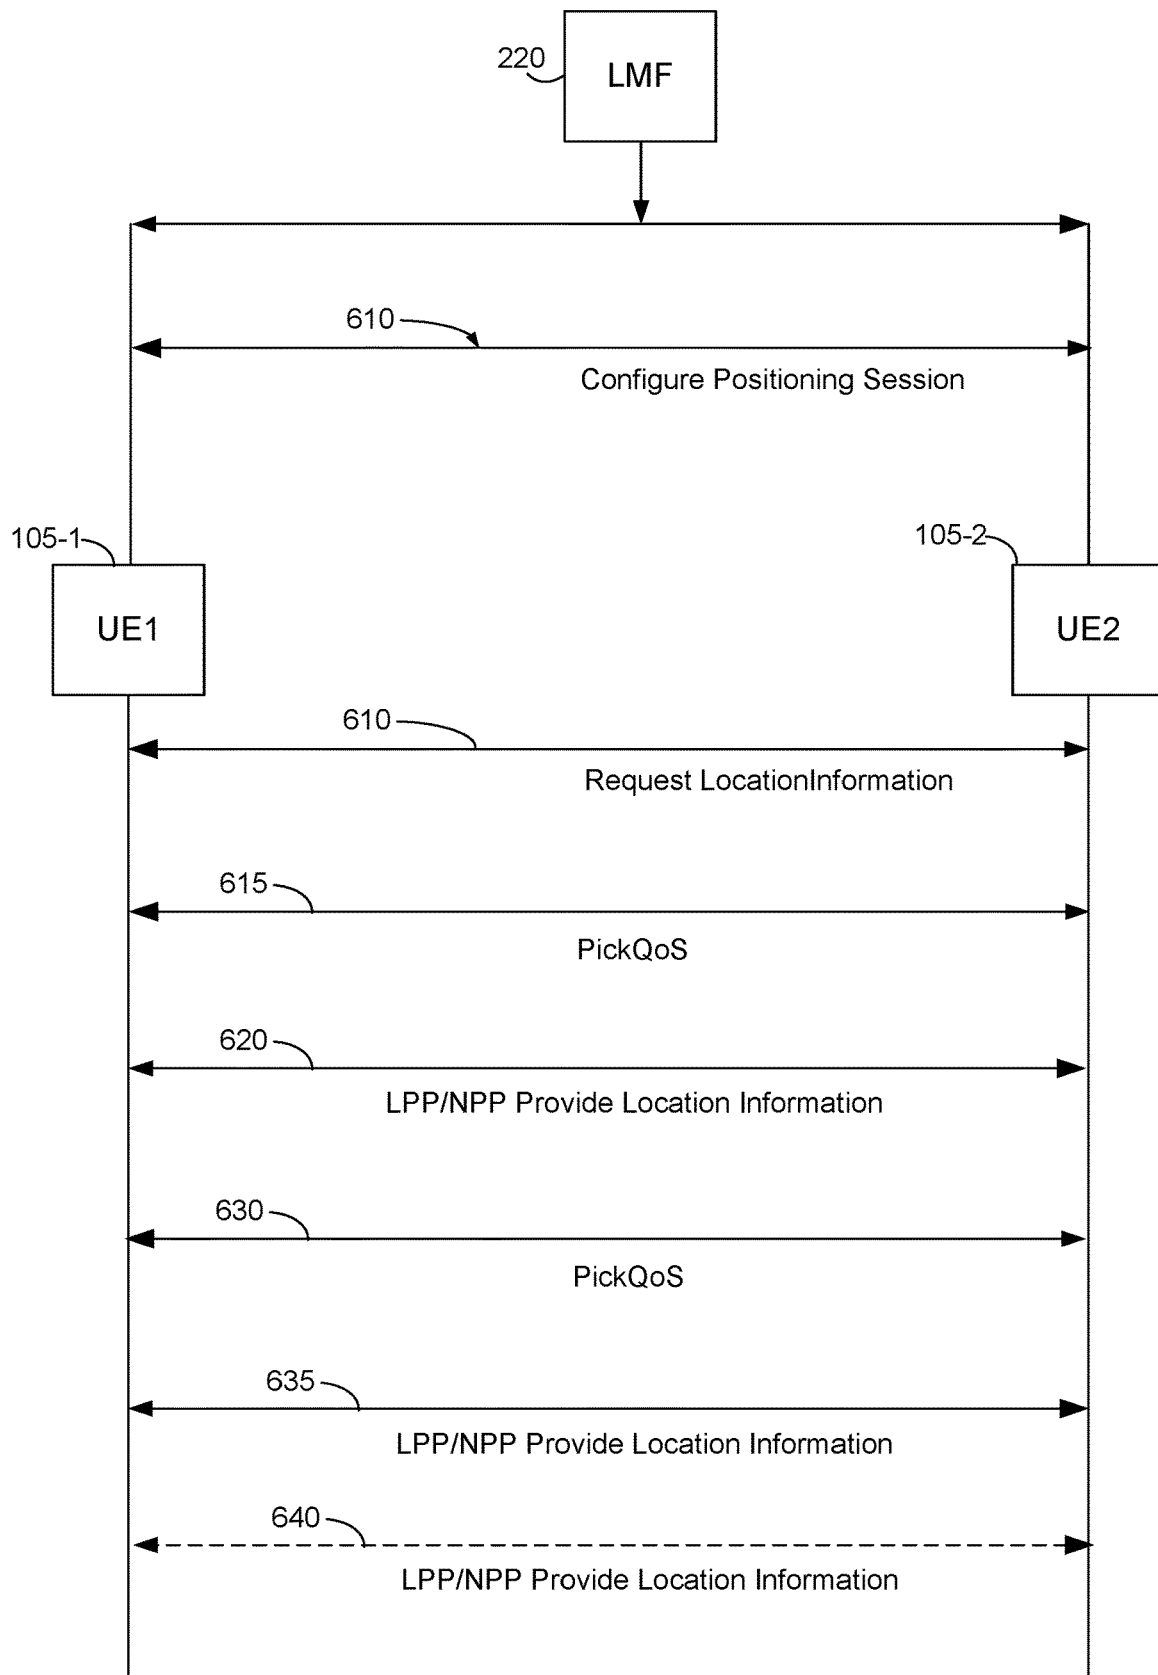 220
LMF
610
Configure Positioning Session
105-1
105-2
UE1
UE2
610
Request LocationInformation
615
PickQoS
620
LPP/NPP Provide Location Information
630
PickQoS
635
LPP/NPP Provide Location Information
640
LPP/NPP Provide Location Information